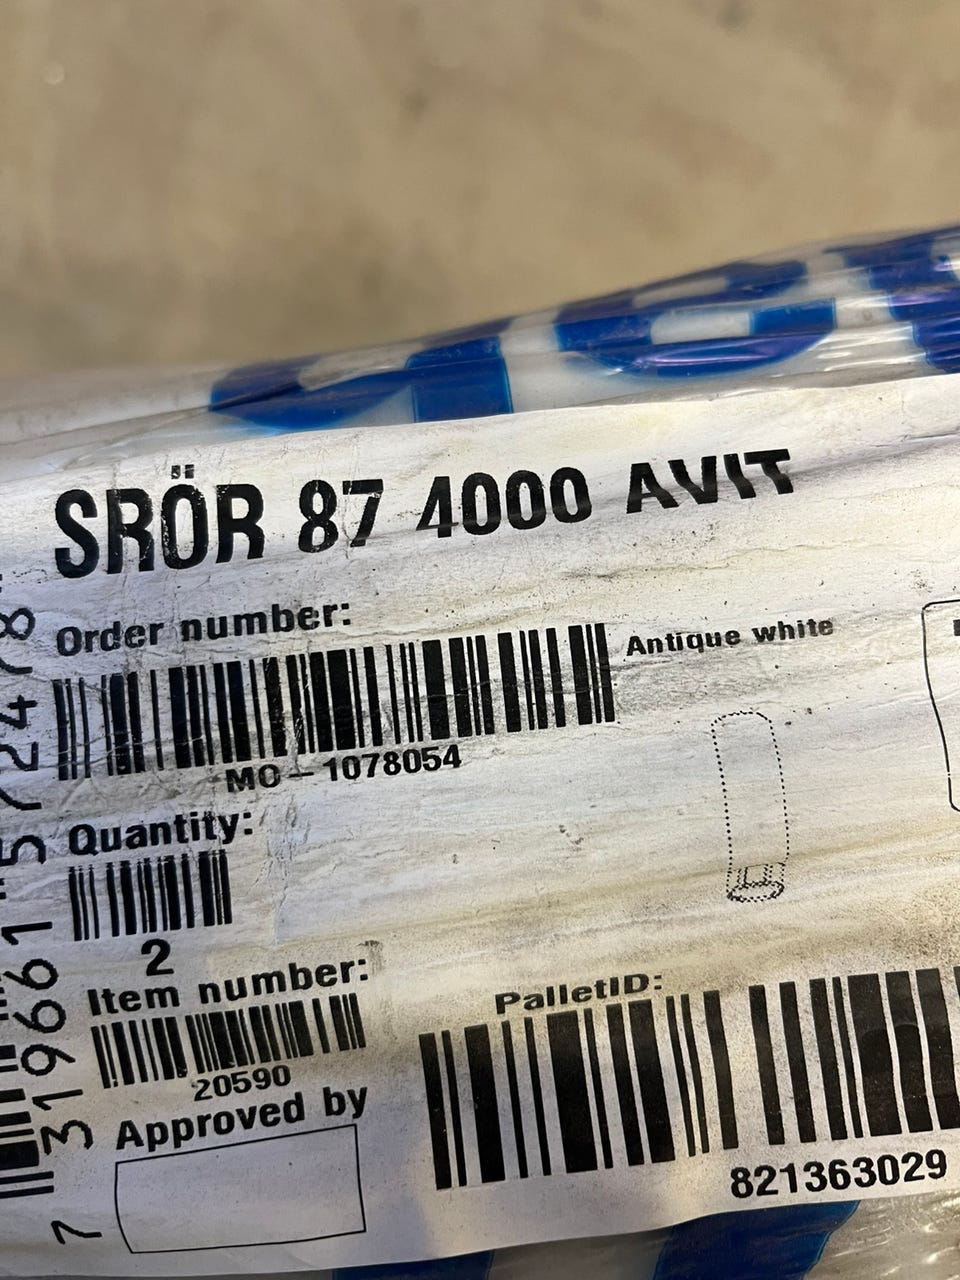 SRÖR 87 4000 AVIT
Order number:
Antique white
MO-1078054
Quantity:
2
Item number:
20590
Approved by
PalletID:
821363029
7 319661 572478